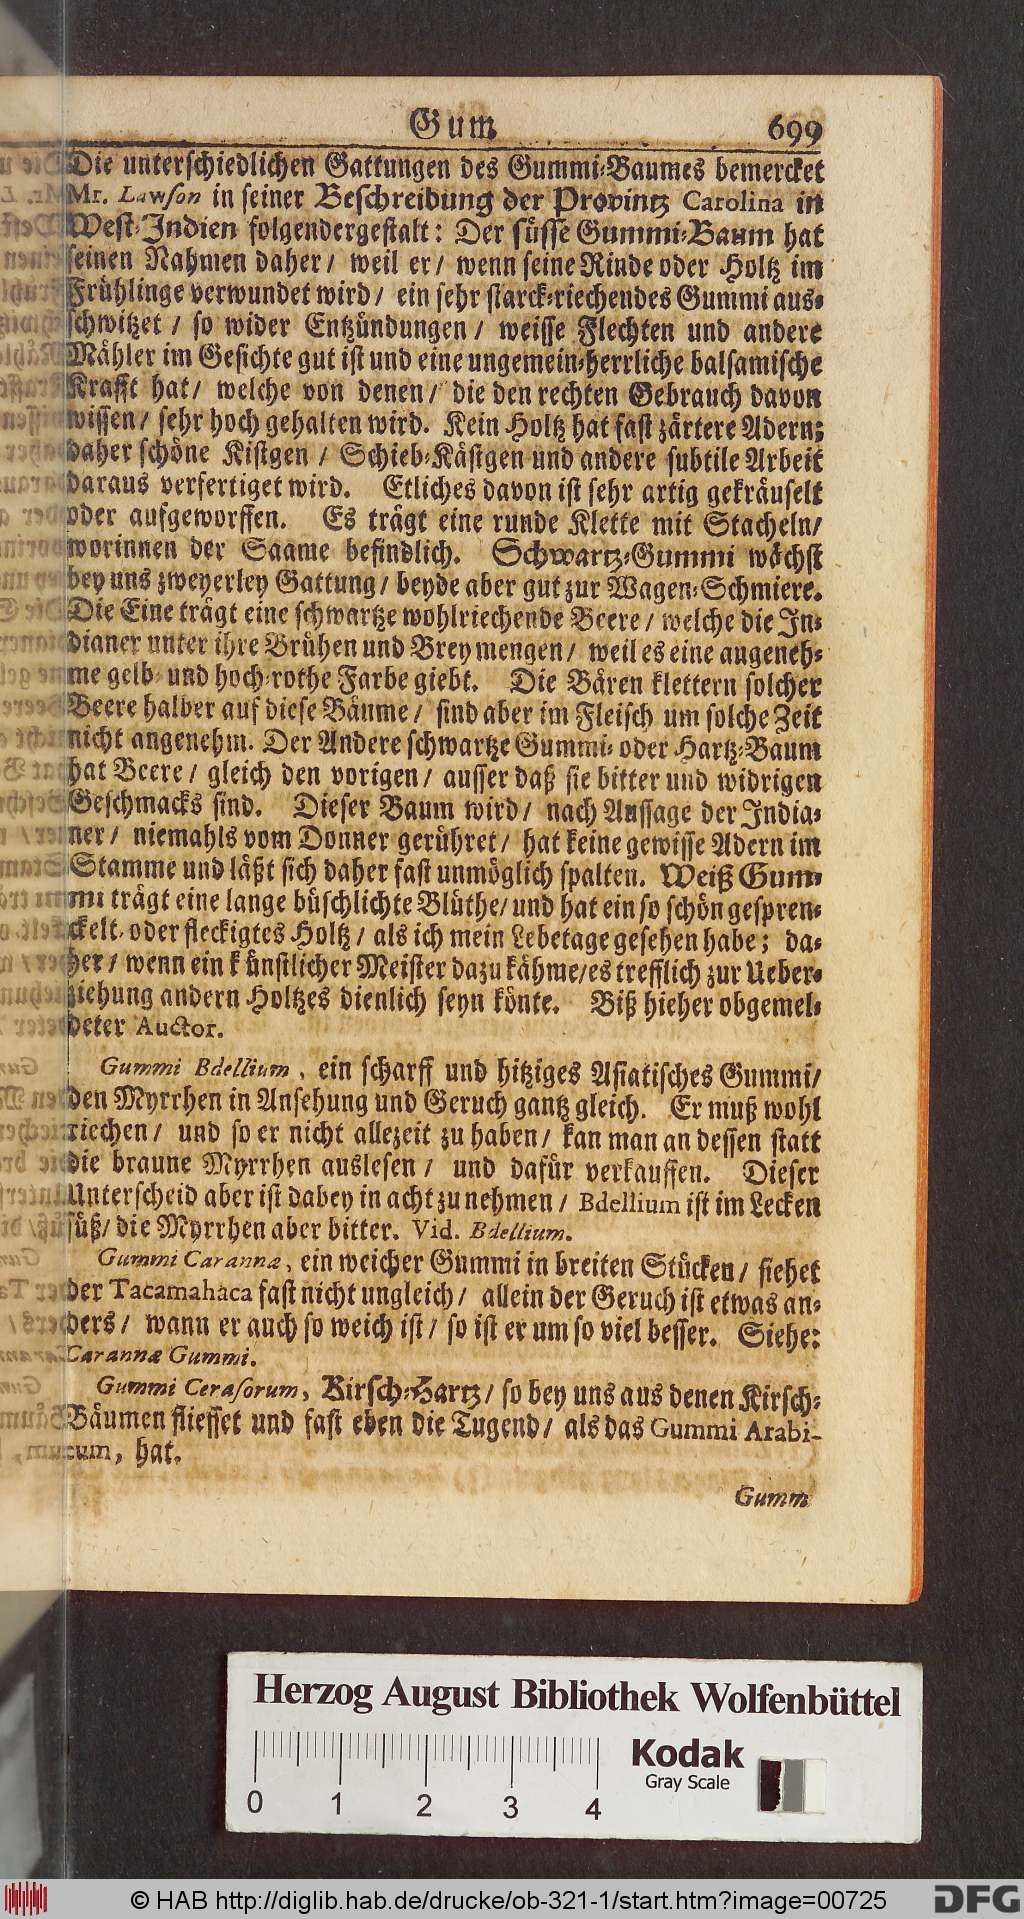 Gum 699
Die unterschiedlichen Gattungen des Gummi-Baumes bemercket
Mr. Lawson in seiner Beschreibung der Provintz Carolina in
West-Indien folgendergestalt: Der süsse Gummi-Baum hat
seinen Nahmen daher/ weil er/ wenn seine Rinde oder Holtz im
Frühlinge verwundet wird/ ein sehr starck-riechendes Gummi aus-
schwitzet / so wider Entzündungen / weisse Flechten und andere
Mähler im Gesichte gut ist und eine ungemein-herrliche balsamische
Krafft hat/ welche von denen/ die den rechten Gebrauch davon
wissen/ sehr hoch gehalten wird. Kein Holtz hat fast zärtere Adern;
daher schöne Kistgen / Schieb-Kästgen und andere subtile Arbeit
daraus verfertiget wird. Etliches davon ist sehr artig gekräuselt
oder aufgeworffen. Es trägt eine runde Klette mit Stacheln/
worinnen der Saame befindlich. Schwartz-Gummi wächst
bey uns zweyerley Gattung/ beyde aber gut zur Wagen-Schmiere.
Die Eine trägt eine schwartze wohlriechende Beere / welche die In-
dianer unter ihre Brühen und Brey mengen/ weil es eine angeneh-
me gelb- und hoch-rothe Farbe giebt. Die Bären klettern solcher
Beere halber auf diese Bäume / sind aber im Fleisch um solche Zeit
nicht angenehm. Der Andere schwartze Gummi- oder Hartz-Baum
hat Beere / gleich den vorigen / ausser daß sie bitter und widrigen
Geschmacks sind. Dieser Baum wird/ nach Aussage der India-
ner / niemahls vom Donner gerühret / hat keine gewisse Adern im
Stamme und läßt sich daher fast unmöglich spalten. Weiß Gum-
mi trägt eine lange büschlichte Blüthe/ und hat ein so schön gespren-
ckelt- oder fleckigtes Holtz / als ich mein Lebetage gesehen habe; da-
her / wenn ein künstlicher Meister dazu kähme/ es trefflich zur Ueber-
ziehung andern Holtzes dienlich seyn könte. Biß hieher obgemel-
deter Auctor.
Gummi Bdellium, ein scharff und hitziges Asiatisches Gummi/
den Myrrhen in Ansehung und Geruch gantz gleich. Er muß wohl
riechen/ und so er nicht allezeit zu haben/ kan man an dessen statt
die braune Myrrhen auslesen / und dafür verkauffen. Dieser
Unterscheid aber ist dabey in acht zu nehmen / Bdellium ist im Lecken
süß/ die Myrrhen aber bitter. Vid. Bdellium.
Gummi Carannæ, ein weicher Gummi in breiten Stücken/ siehet
der Tacamahaca fast nicht ungleich/ allein der Geruch ist etwas an-
ders/ wann er auch so weich ist/ so ist er um so viel besser. Siehe:
Carannæ Gummi.
Gummi Cerasorum, Kirsch-Hartz/ so bey uns aus denen Kirsch-
Bäumen fliesset und fast eben die Tugend/ als das Gummi Arabi-
cum, hat.
Gumm
Herzog August Bibliothek Wolfenbüttel
Kodak
Gray Scale
0 1 2 3 4
© HAB http://diglib.hab.de/drucke/ob-321-1/start.htm?image=00725
DFG